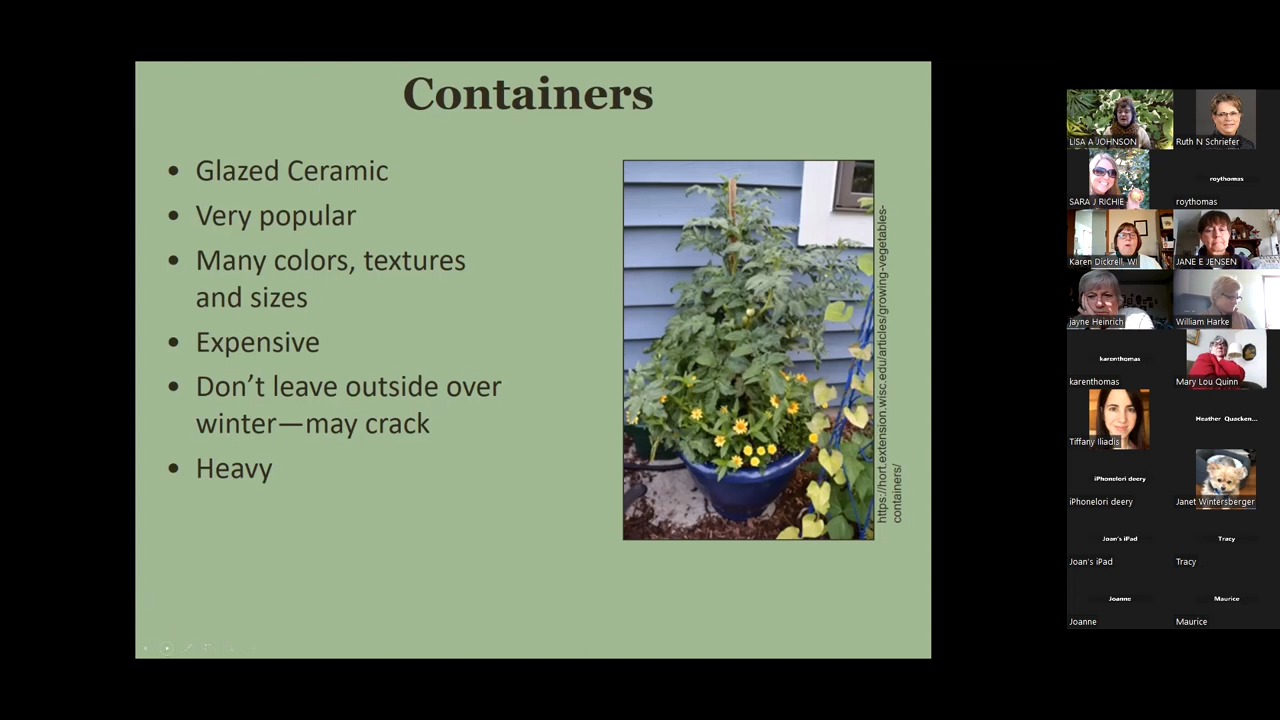 Containers
• Glazed Ceramic
• Very popular
• Many colors, textures
and sizes
• Expensive
• Don’t leave outside over
winter—may crack
• Heavy
https://hort.extension.wisc.edu/articles/growing-vegetables-
containers/
LISA A JOHNSON
Ruth N Schriefer
SARA J RICHIE
roythomas
roythomas
Karen Dickrell, WI
JANE E JENSEN
jayne Heinrich
William Harke
karenthomas
karenthomas
Mary Lou Quinn
Tiffany Iliadis
Heather Quacken...
iPhonelori deery
iPhonelori deery
Janet Wintersberger
Joan's iPad
Joan's iPad
Tracy
Tracy
Joanne
Joanne
Maurice
Maurice